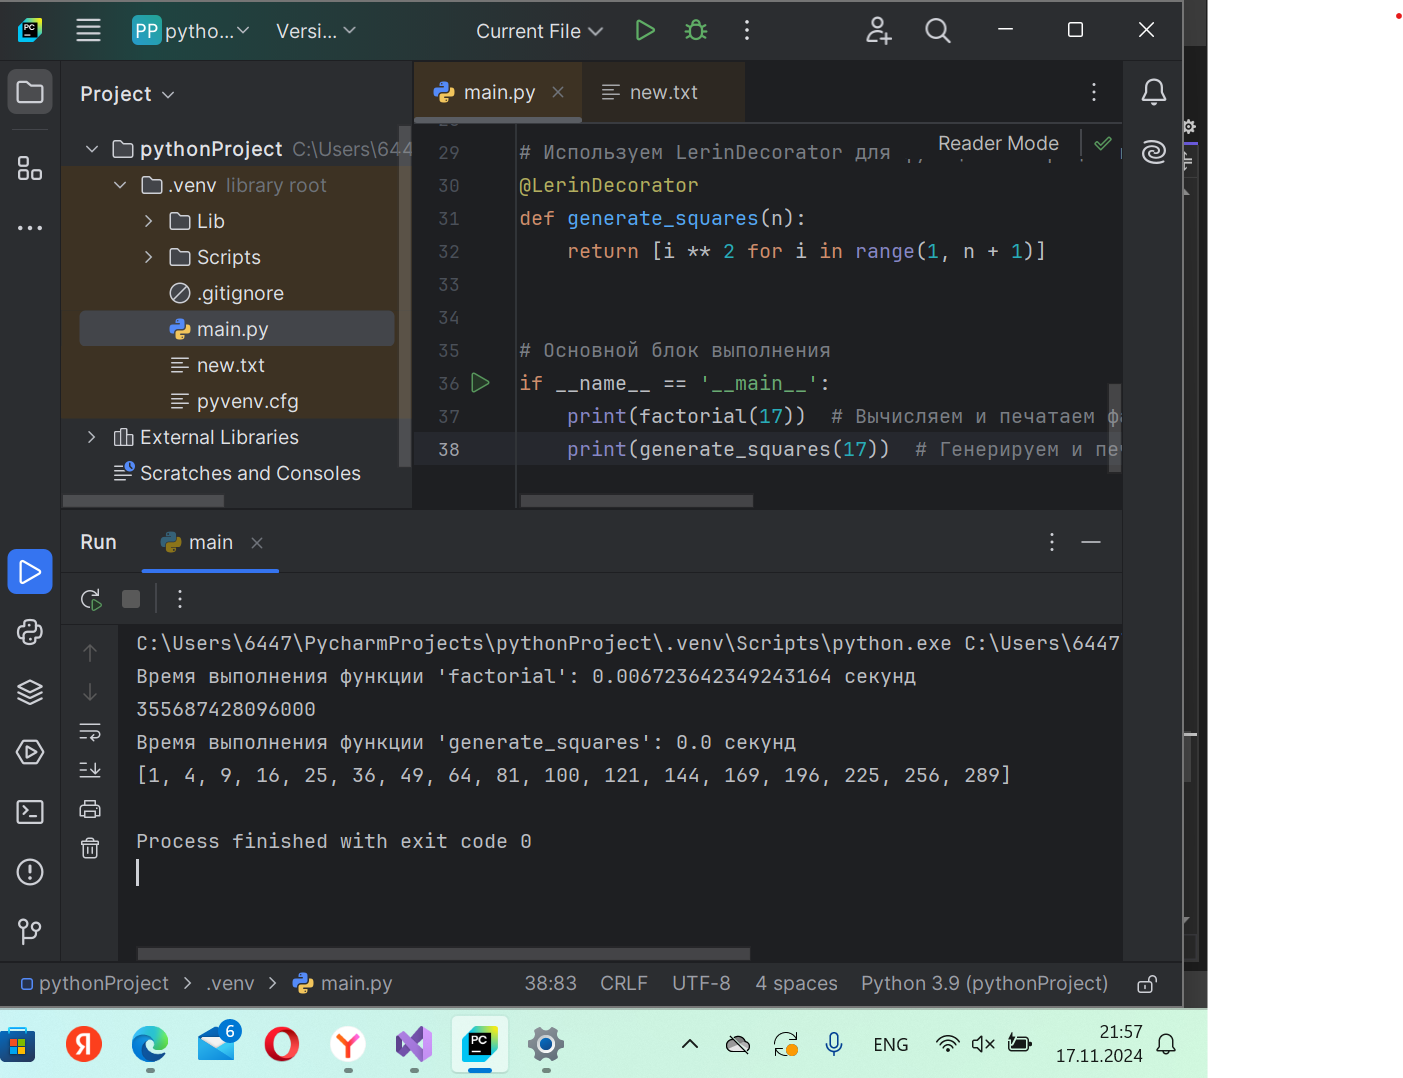 PP pytho... Versi... Current File
Project
main.py
new.txt
pythonProject C:\Users\644
.venv library root
Lib
Scripts
.gitignore
main.py
new.txt
pyvenv.cfg
External Libraries
Scratches and Consoles
Reader Mode
29 # Используем LerinDecorator для
30 @LerinDecorator
31 def generate_squares(n):
32 return [i ** 2 for i in range(1, n + 1)]
33
34
35 # Основной блок выполнения
36 if __name__ == '__main__':
37 print(factorial(17)) # Вычисляем и печатаем
38 print(generate_squares(17)) # Генерируем и
Run main
C:\Users\6447\PycharmProjects\pythonProject\.venv\Scripts\python.exe C:\Users\6447
Время выполнения функции 'factorial': 0.006723642349243164 секунд
355687428096000
Время выполнения функции 'generate_squares': 0.0 секунд
[1, 4, 9, 16, 25, 36, 49, 64, 81, 100, 121, 144, 169, 196, 225, 256, 289]
Process finished with exit code 0
pythonProject > .venv > main.py 38:83 CRLF UTF-8 4 spaces Python 3.9 (pythonProject)
Я 6 PC ENG 21:57
17.11.2024